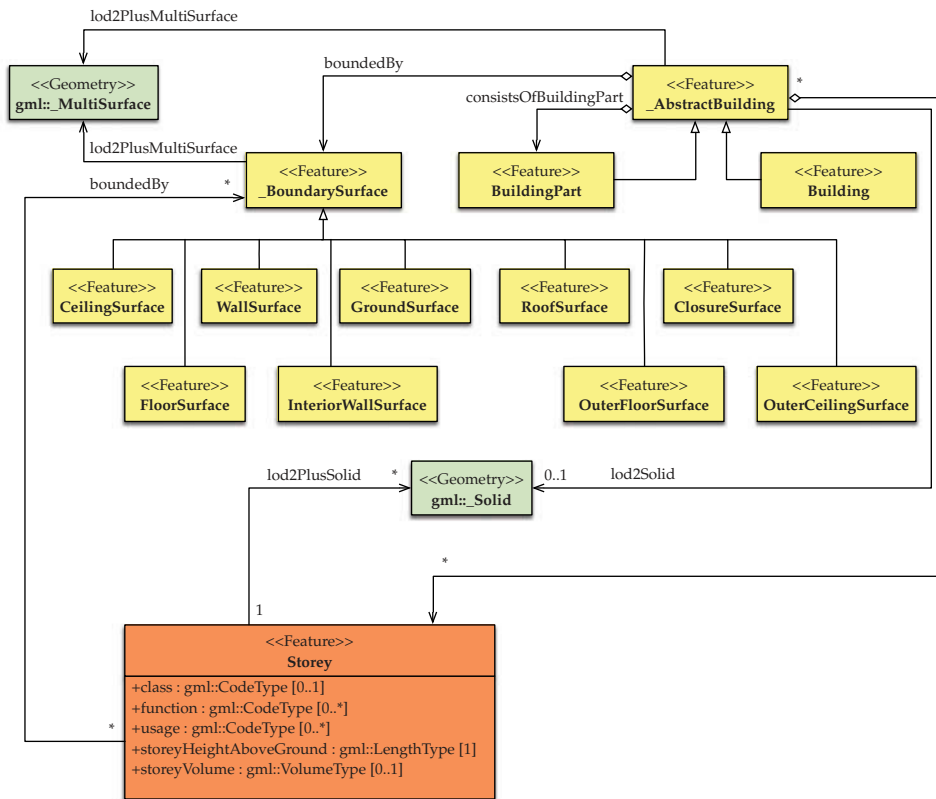 lod2PlusMultiSurface
<<Geometry>>
gml::_MultiSurface
boundedBy
<<Feature>>
_AbstractBuilding
*
consistsOfBuildingPart
lod2PlusMultiSurface
<<Feature>>
_BoundarySurface
<<Feature>>
BuildingPart
<<Feature>>
Building
boundedBy
*
<<Feature>>
CeilingSurface
<<Feature>>
WallSurface
<<Feature>>
GroundSurface
<<Feature>>
RoofSurface
<<Feature>>
ClosureSurface
<<Feature>>
FloorSurface
<<Feature>>
InteriorWallSurface
<<Feature>>
OuterFloorSurface
<<Feature>>
OuterCeilingSurface
lod2PlusSolid
*
<<Geometry>>
gml::_Solid
0..1
lod2Solid
*
1
<<Feature>>
Storey
+class : gml::CodeType [0..1]
+function : gml::CodeType [0..*]
+usage : gml::CodeType [0..*]
+storeyHeightAboveGround : gml::LengthType [1]
+storeyVolume : gml::VolumeType [0..1]
*